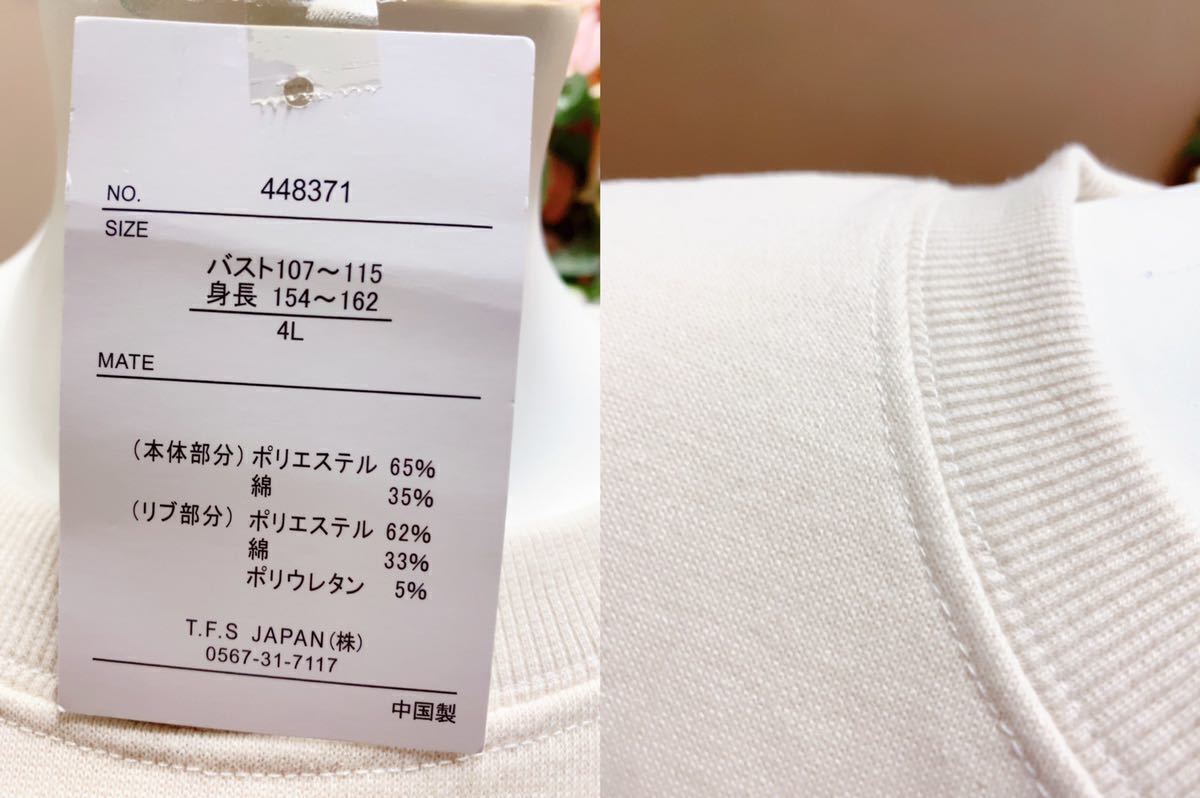 NO. 448371
SIZE
バスト107～115
身長 154～162
4L
MATE
(本体部分) ポリエステル 65%
綿 35%
(リブ部分) ポリエステル 62%
綿 33%
ポリウレタン 5%
T.F.S JAPAN(株)
0567-31-7117
中国製